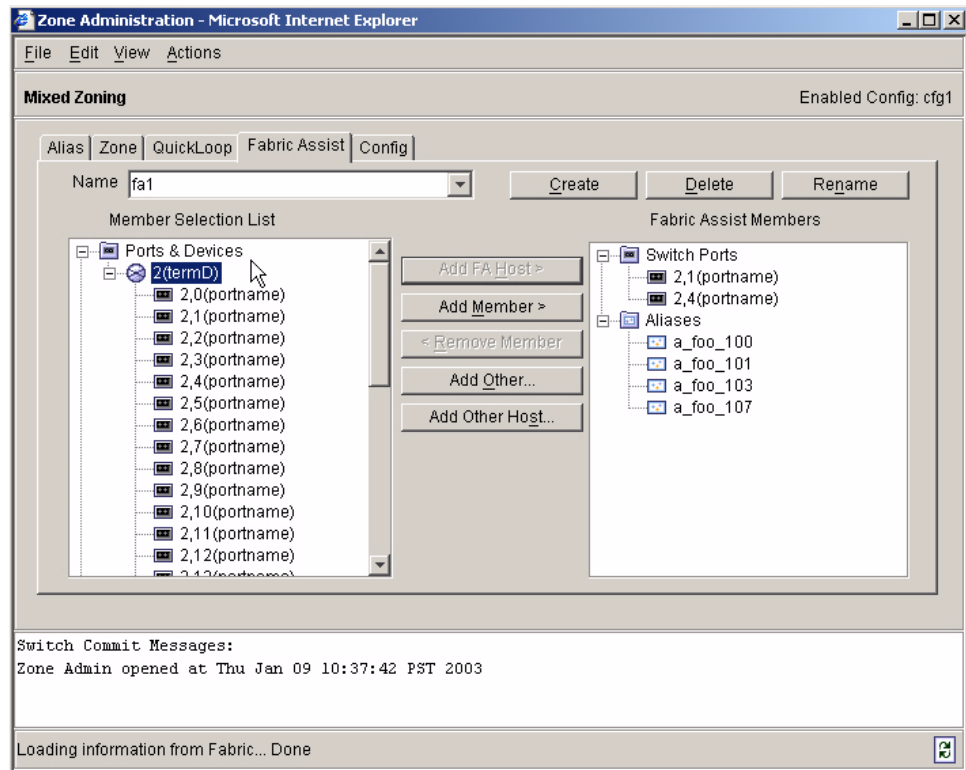 Zone Administration - Microsoft Internet Explorer
File Edit View Actions
Mixed Zoning
Enabled Config: cfg1
Alias Zone QuickLoop Fabric Assist Config
Name fa1
Create Delete Rename
Member Selection List
Ports & Devices
2(termD)
2,0(portname)
2,1(portname)
2,2(portname)
2,3(portname)
2,4(portname)
2,5(portname)
2,6(portname)
2,7(portname)
2,8(portname)
2,9(portname)
2,10(portname)
2,11(portname)
2,12(portname)
2,13(portname)
Add FA Host >
Add Member >
< Remove Member
Add Other...
Add Other Host...
Fabric Assist Members
Switch Ports
2,1(portname)
2,4(portname)
Aliases
a_foo_100
a_foo_101
a_foo_103
a_foo_107
Switch Commit Messages:
Zone Admin opened at Thu Jan 09 10:37:42 PST 2003
Loading information from Fabric... Done